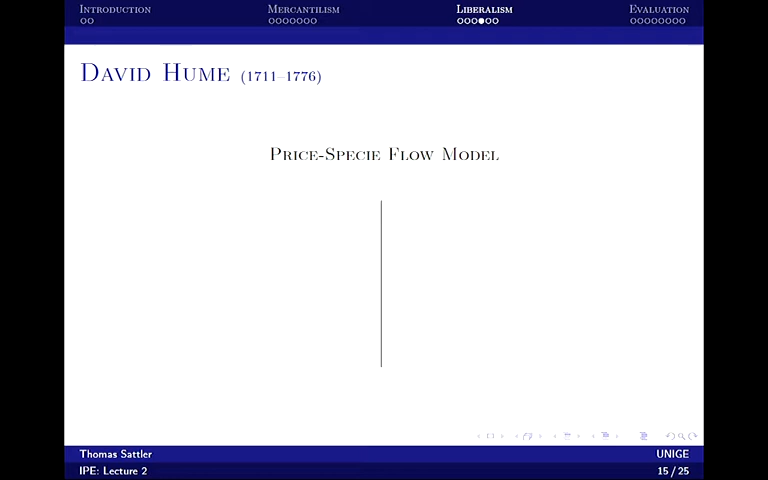 Introduction
Mercantilism
Liberalism
Evaluation
David Hume (1711–1776)
Price-Specie Flow Model
Thomas Sattler
UNIGE
IPE: Lecture 2
15 / 25